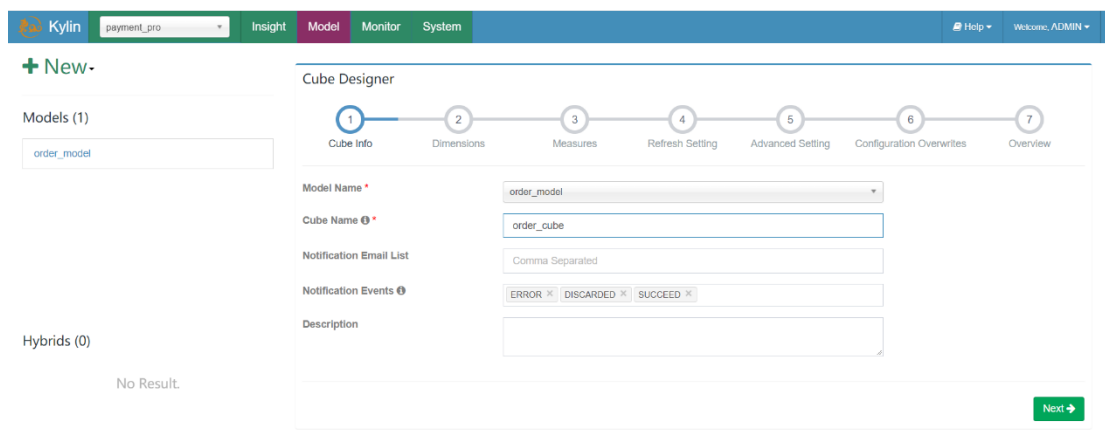 Kylin payment_pro Insight Model Monitor System Help Welcome, ADMIN
New
Models (1)
order_model
Hybrids (0)
No Result.
Cube Designer
1 2 3 4 5 6 7
Cube Info Dimensions Measures Refresh Setting Advanced Setting Configuration Overwrites Overview
Model Name * order_model
Cube Name * order_cube
Notification Email List Comma Separated
Notification Events ERROR × DISCARDED × SUCCEED ×
Description
Next